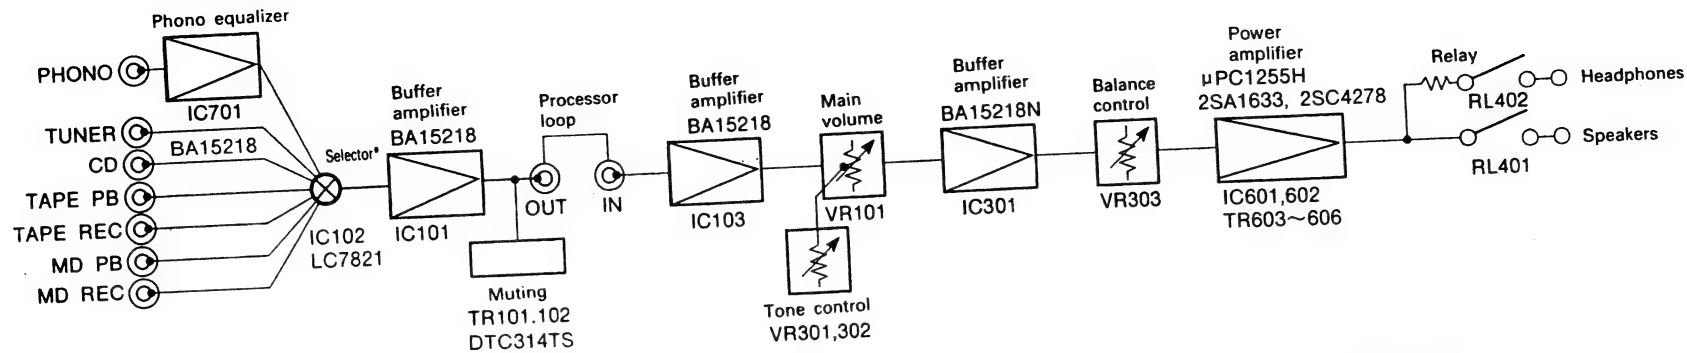 Phono equalizer
PHONO
IC701
TUNER
BA15218
CD
TAPE PB
TAPE REC
MD PB
MD REC
Selector*
IC102
LC7821
Buffer
amplifier
BA15218
IC101
Muting
TR101.102
DTC314TS
Processor
loop
OUT
IN
Buffer
amplifier
BA15218
IC103
Main
volume
VR101
Tone control
VR301,302
Buffer
amplifier
BA15218N
IC301
Balance
control
VR303
Power
amplifier
μPC1255H
2SA1633, 2SC4278
IC601,602
TR603～606
Relay
RL402
Headphones
RL401
Speakers